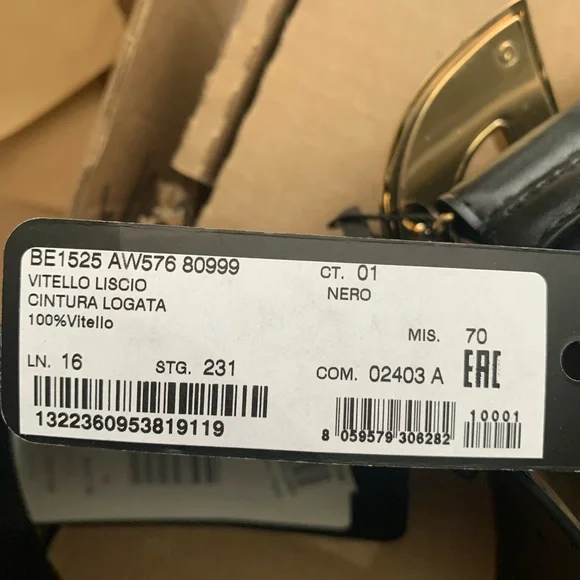 BE1525 AW576 80999
VITELLO LISCIO
CINTURA LOGATA
100%Vitello
CT. 01
NERO
MIS. 70
LN. 16 STG. 231
COM. 02403 A EAC
1322360953819119
8 059579 306282
10001